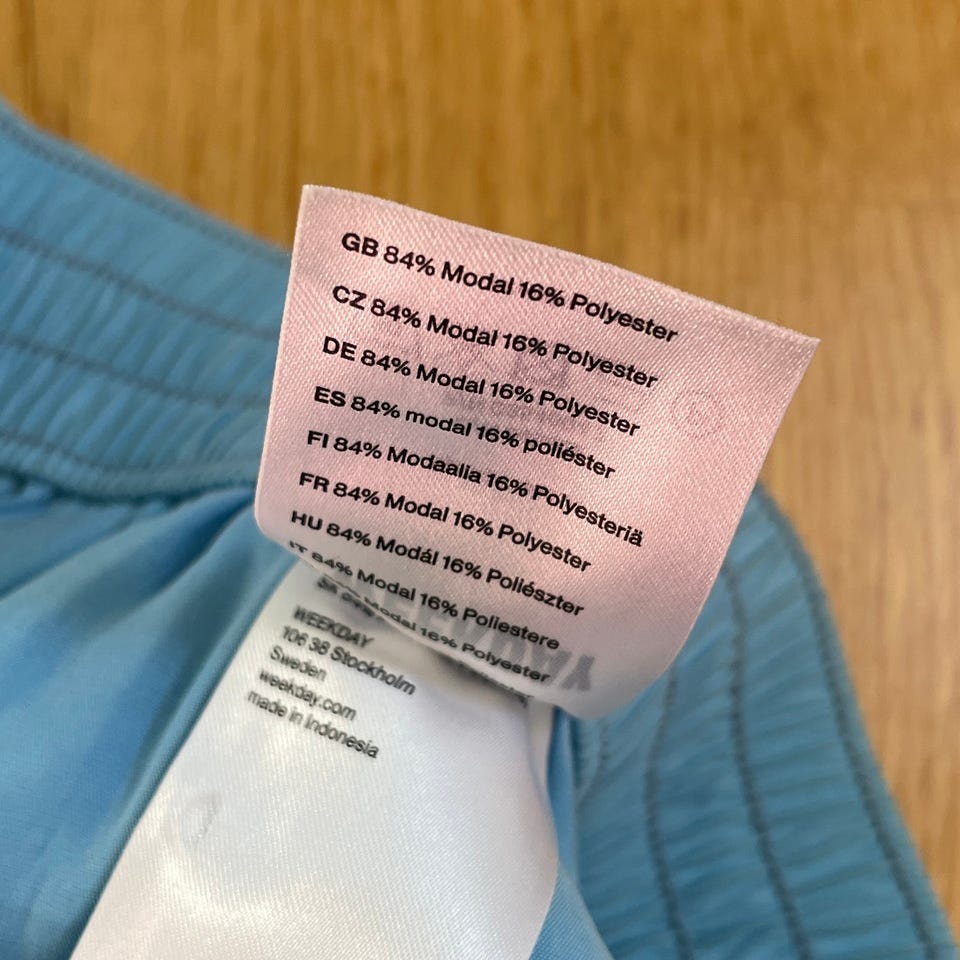 GB 84% Modal 16% Polyester
CZ 84% Modal 16% Polyester
DE 84% Modal 16% Polyester
ES 84% modal 16% poliéster
FI 84% Modaalia 16% Polyesteriä
FR 84% Modal 16% Polyester
HU 84% Modál 16% Poliészter
IT 84% Modal 16% Poliestere
Modal 16% Polyester
WEEKDAY
106 38 Stockholm
Sweden
weekday.com
made in Indonesia